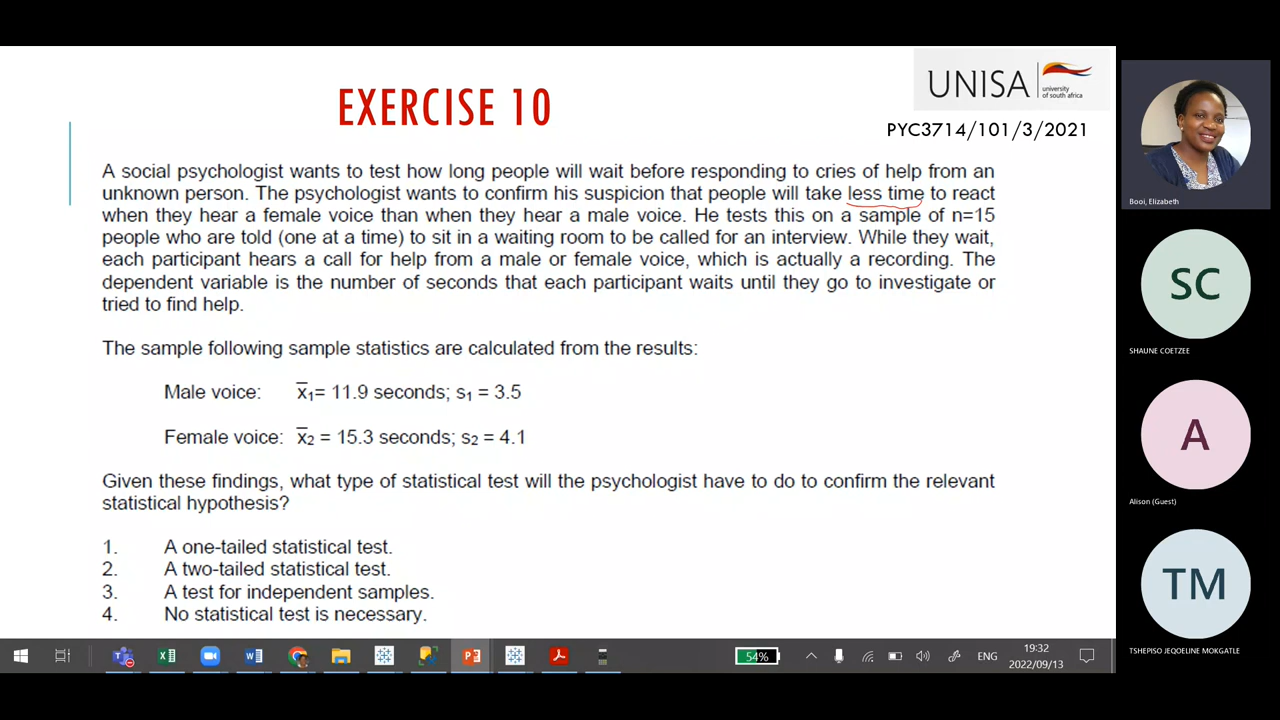 EXERCISE 10
UNISA
university
of south africa
PYC3714/101/3/2021
A social psychologist wants to test how long people will wait before responding to cries of help from an
unknown person. The psychologist wants to confirm his suspicion that people will take less time to react
when they hear a female voice than when they hear a male voice. He tests this on a sample of n=15
people who are told (one at a time) to sit in a waiting room to be called for an interview. While they wait,
each participant hears a call for help from a male or female voice, which is actually a recording. The
dependent variable is the number of seconds that each participant waits until they go to investigate or
tried to find help.
The sample following sample statistics are calculated from the results:
Male voice: x̅₁= 11.9 seconds; s₁ = 3.5
Female voice: x̅₂ = 15.3 seconds; s₂ = 4.1
Given these findings, what type of statistical test will the psychologist have to do to confirm the relevant
statistical hypothesis?
1. A one-tailed statistical test.
2. A two-tailed statistical test.
3. A test for independent samples.
4. No statistical test is necessary.
Booi, Elizabeth
SC
SHAUNE COETZEE
A
Alison (Guest)
TM
TSHEPISO JEQOELINE MOKGATLE
54%
ENG
19:32
2022/09/13